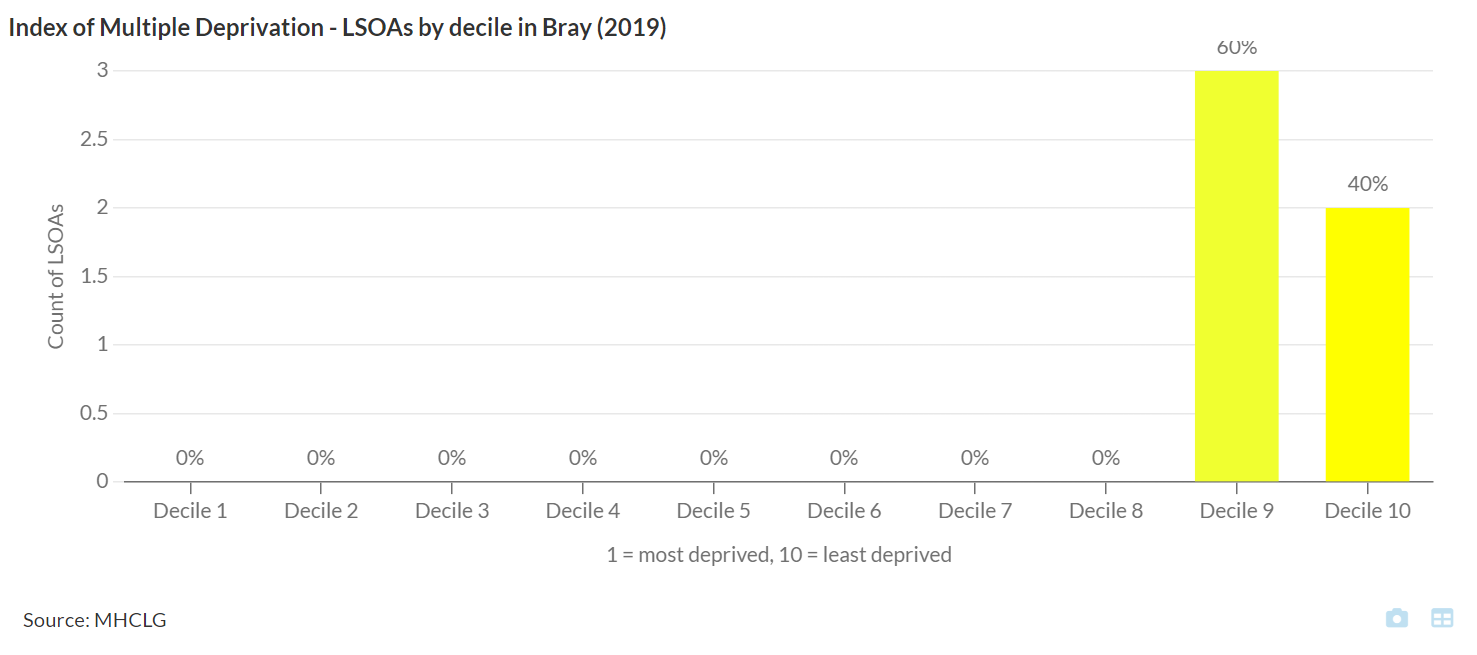 Index of Multiple Deprivation - LSOAs by decile in Bray (2019)
60%
3
2.5
40%
2
Count of LSOAs
1.5
1
0.5
0% 0% 0% 0% 0% 0% 0% 0%
0
Decile 1 Decile 2 Decile 3 Decile 4 Decile 5 Decile 6 Decile 7 Decile 8 Decile 9 Decile 10
1 = most deprived, 10 = least deprived
Source: MHCLG